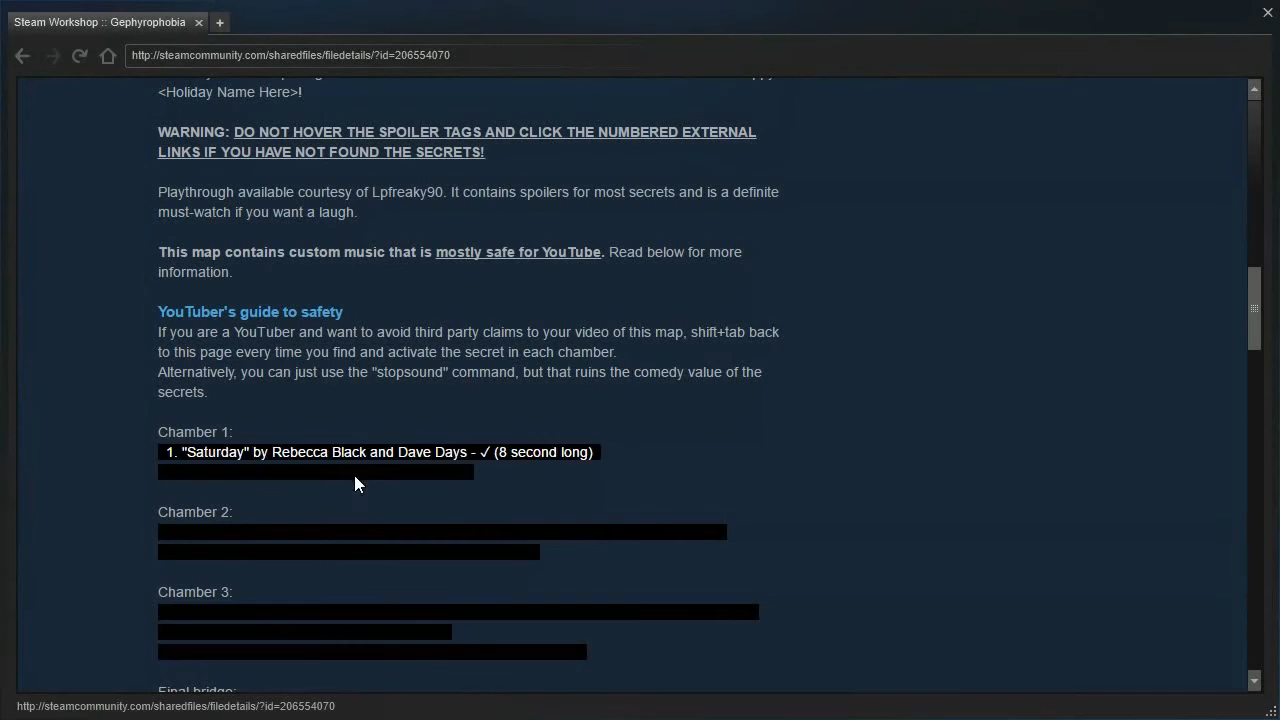 Steam Workshop :: Gephyrophobia
http://steamcommunity.com/sharedfiles/filedetails/?id=206554070
<Holiday Name Here>!
WARNING: DO NOT HOVER THE SPOILER TAGS AND CLICK THE NUMBERED EXTERNAL
LINKS IF YOU HAVE NOT FOUND THE SECRETS!
Playthrough available courtesy of Lpfreaky90. It contains spoilers for most secrets and is a definite
must-watch if you want a laugh.
This map contains custom music that is mostly safe for YouTube. Read below for more
information.
YouTuber's guide to safety
If you are a YouTuber and want to avoid third party claims to your video of this map, shift+tab back
to this page every time you find and activate the secret in each chamber.
Alternatively, you can just use the "stopsound" command, but that ruins the comedy value of the
secrets.
Chamber 1:
1. "Saturday" by Rebecca Black and Dave Days - ✓ (8 second long)
Chamber 2:
Chamber 3:
Final bridge:
http://steamcommunity.com/sharedfiles/filedetails/?id=206554070